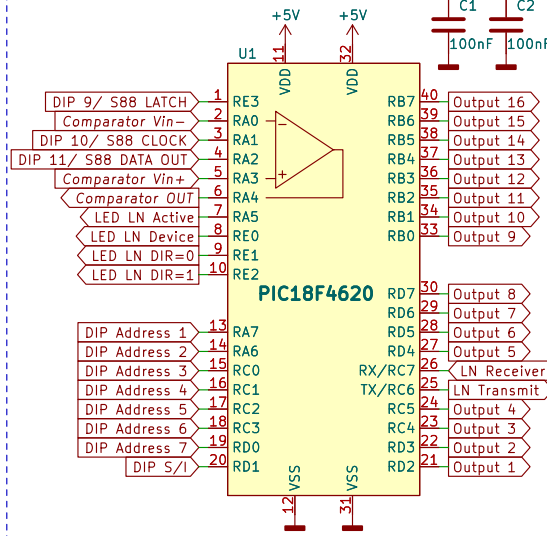 C1
C2
+5V
+5V
100nF
100nF
U1
11
32
VDD
VDD
DIP 9/ S88 LATCH 1 RE3
Comparator Vin− 2 RA0
DIP 10/ S88 CLOCK 3 RA1
DIP 11/ S88 DATA OUT 4 RA2
Comparator Vin+ 5 RA3
Comparator OUT 6 RA4
LED LN Active 7 RA5
LED LN Device 8 RE0
LED LN DIR=0 9 RE1
LED LN DIR=1 10 RE2
−
+
RB7 40 Output 16
RB6 39 Output 15
RB5 38 Output 14
RB4 37 Output 13
RB3 36 Output 12
RB2 35 Output 11
RB1 34 Output 10
RB0 33 Output 9
PIC18F4620
DIP Address 1 13 RA7
DIP Address 2 14 RA6
DIP Address 3 15 RC0
DIP Address 4 16 RC1
DIP Address 5 17 RC2
DIP Address 6 18 RC3
DIP Address 7 19 RD0
DIP S/I 20 RD1
RD7 30 Output 8
RD6 29 Output 7
RD5 28 Output 6
RD4 27 Output 5
RX/RC7 26 LN Receiver
TX/RC6 25 LN Transmit
RC5 24 Output 4
RC4 23 Output 3
RD3 22 Output 2
RD2 21 Output 1
VSS
VSS
12
31